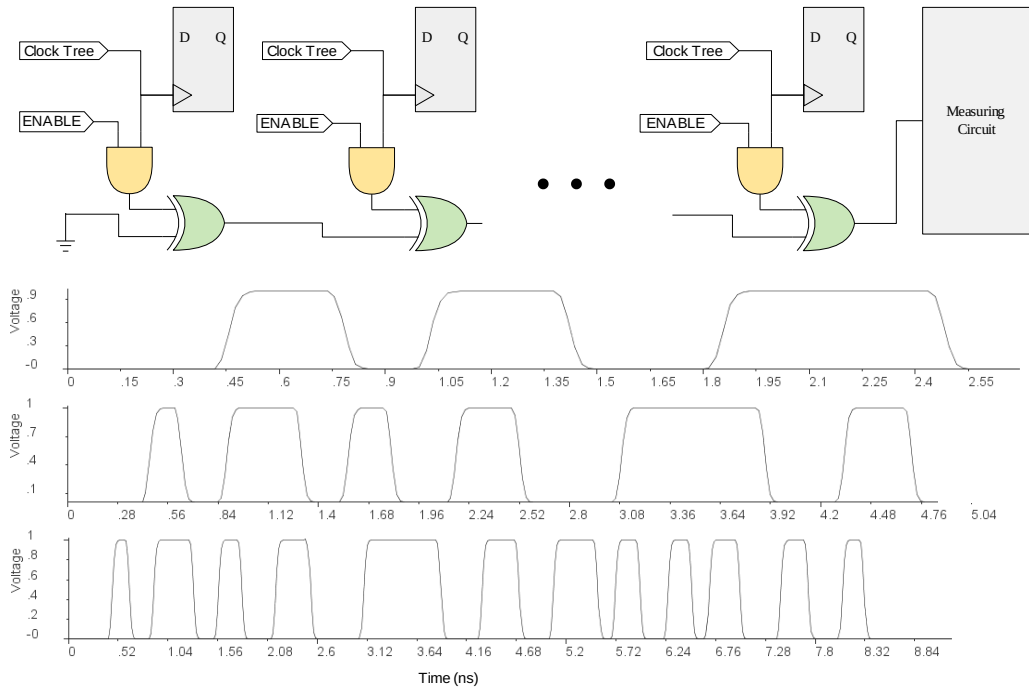 D Q D Q D Q
Clock Tree Clock Tree Clock Tree
ENABLE ENABLE ENABLE
Measuring
Circuit
Voltage
.9
.6
.3
-0
0 .15 .3 .45 .6 .75 .9 1.05 1.2 1.35 1.5 1.65 1.8 1.95 2.1 2.25 2.4 2.55
Voltage
1
.7
.4
.1
0 .28 .56 .84 1.12 1.4 1.68 1.96 2.24 2.52 2.8 3.08 3.36 3.64 3.92 4.2 4.48 4.76 5.04
Voltage
1
.8
.6
.4
.2
-0
0 .52 1.04 1.56 2.08 2.6 3.12 3.64 4.16 4.68 5.2 5.72 6.24 6.76 7.28 7.8 8.32 8.84
Time (ns)